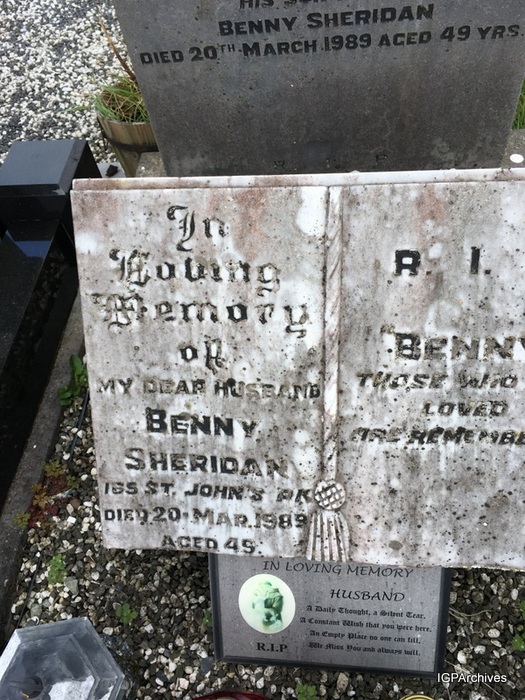 HIS SON
BENNY SHERIDAN
DIED 20TH MARCH 1989 AGED 49 YRS.
In
Loving
Memory
of
MY DEAR HUSBAND
BENNY
SHERIDAN
165 ST. JOHN'S PK
DIED 20. MAR. 1989
AGED 49.
R. I.
"BENNY
THOSE WHO
LOVED
ARE REMEMBE
IN LOVING MEMORY
HUSBAND
A Daily Thought, a Silent Tear,
A Constant Wish that you were here,
An Empty Place no one can fill,
We Miss You and always will.
R.I.P
IGPArchives